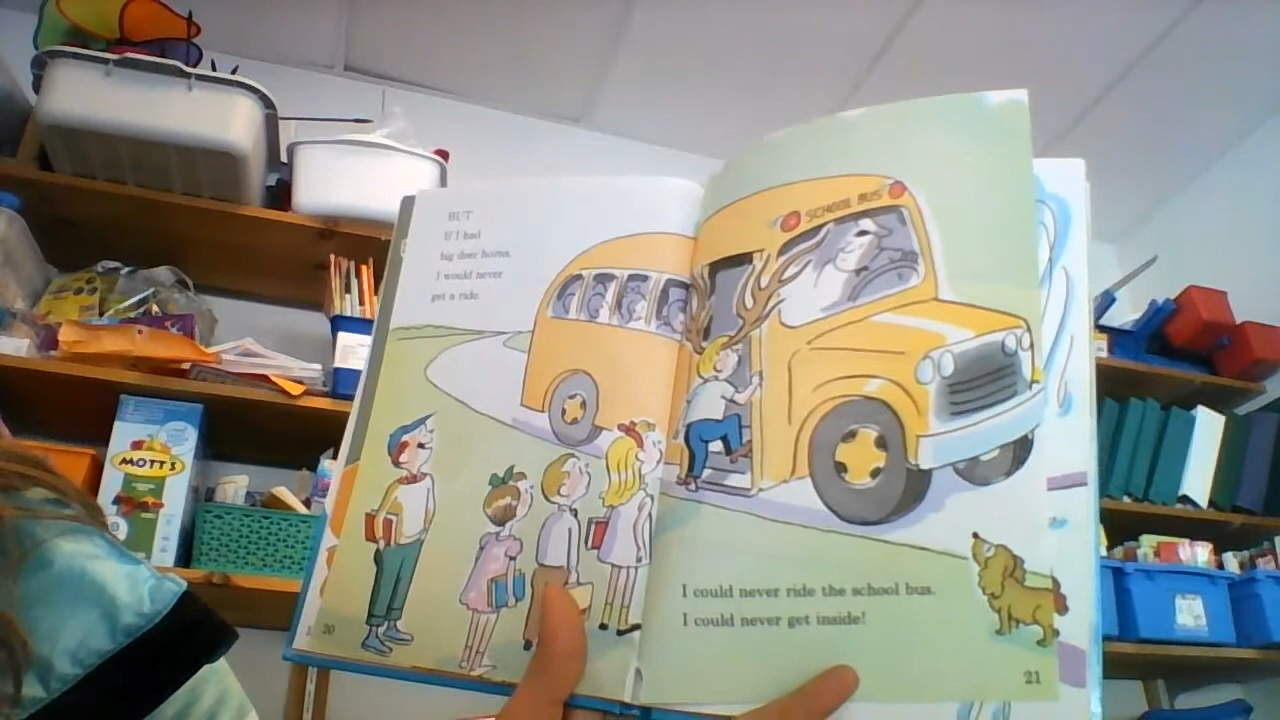 BUT
If I had
big deer horns,
I would never
get a ride
SCHOOL BUS
I could never ride the school bus.
I could never get inside!
20
21
MOTT'S